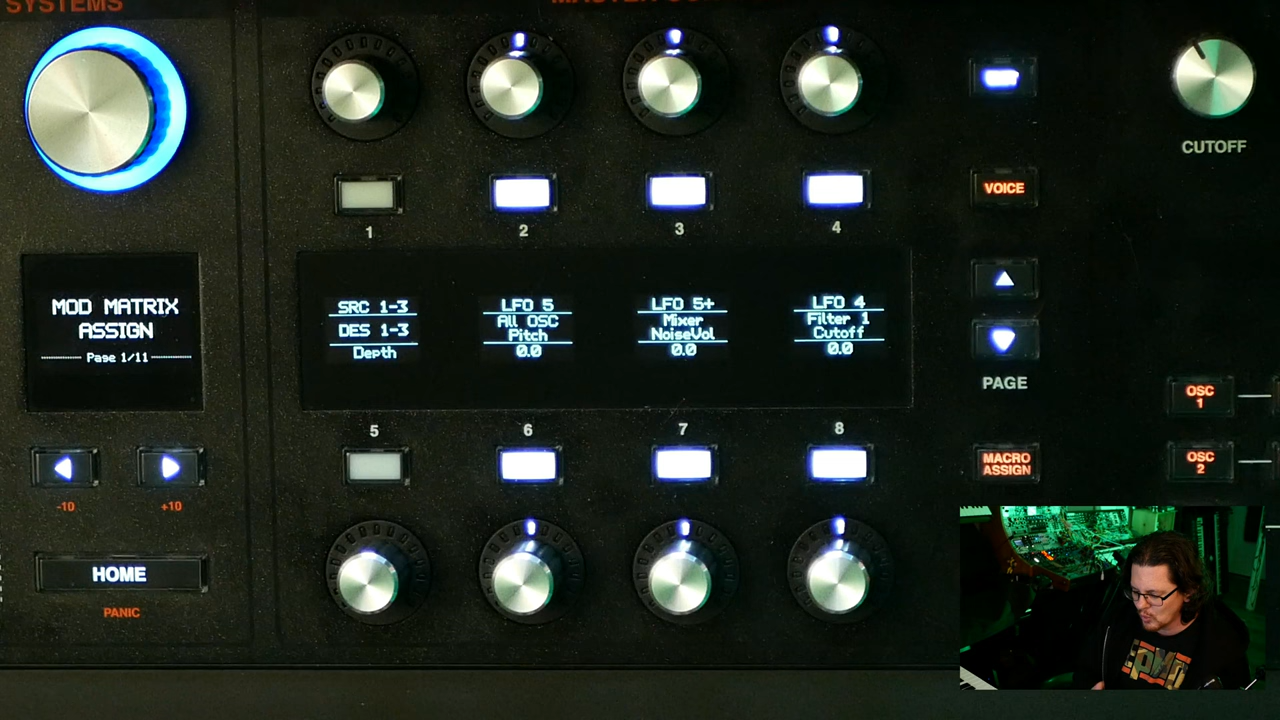 SYSTEMS
CUTOFF
VOICE
1
2
3
4
MOD MATRIX
ASSIGN
Page 1/11
SRC 1-3
DES 1-3
Depth
LFO 5
All OSC
Pitch
0.0
LFO 5+
Mixer
NoiseVol
0.0
LFO 4
Filter 1
Cutoff
0.0
PAGE
OSC
1
5
6
7
8
MACRO
ASSIGN
OSC
2
-10
+10
HOME
PANIC